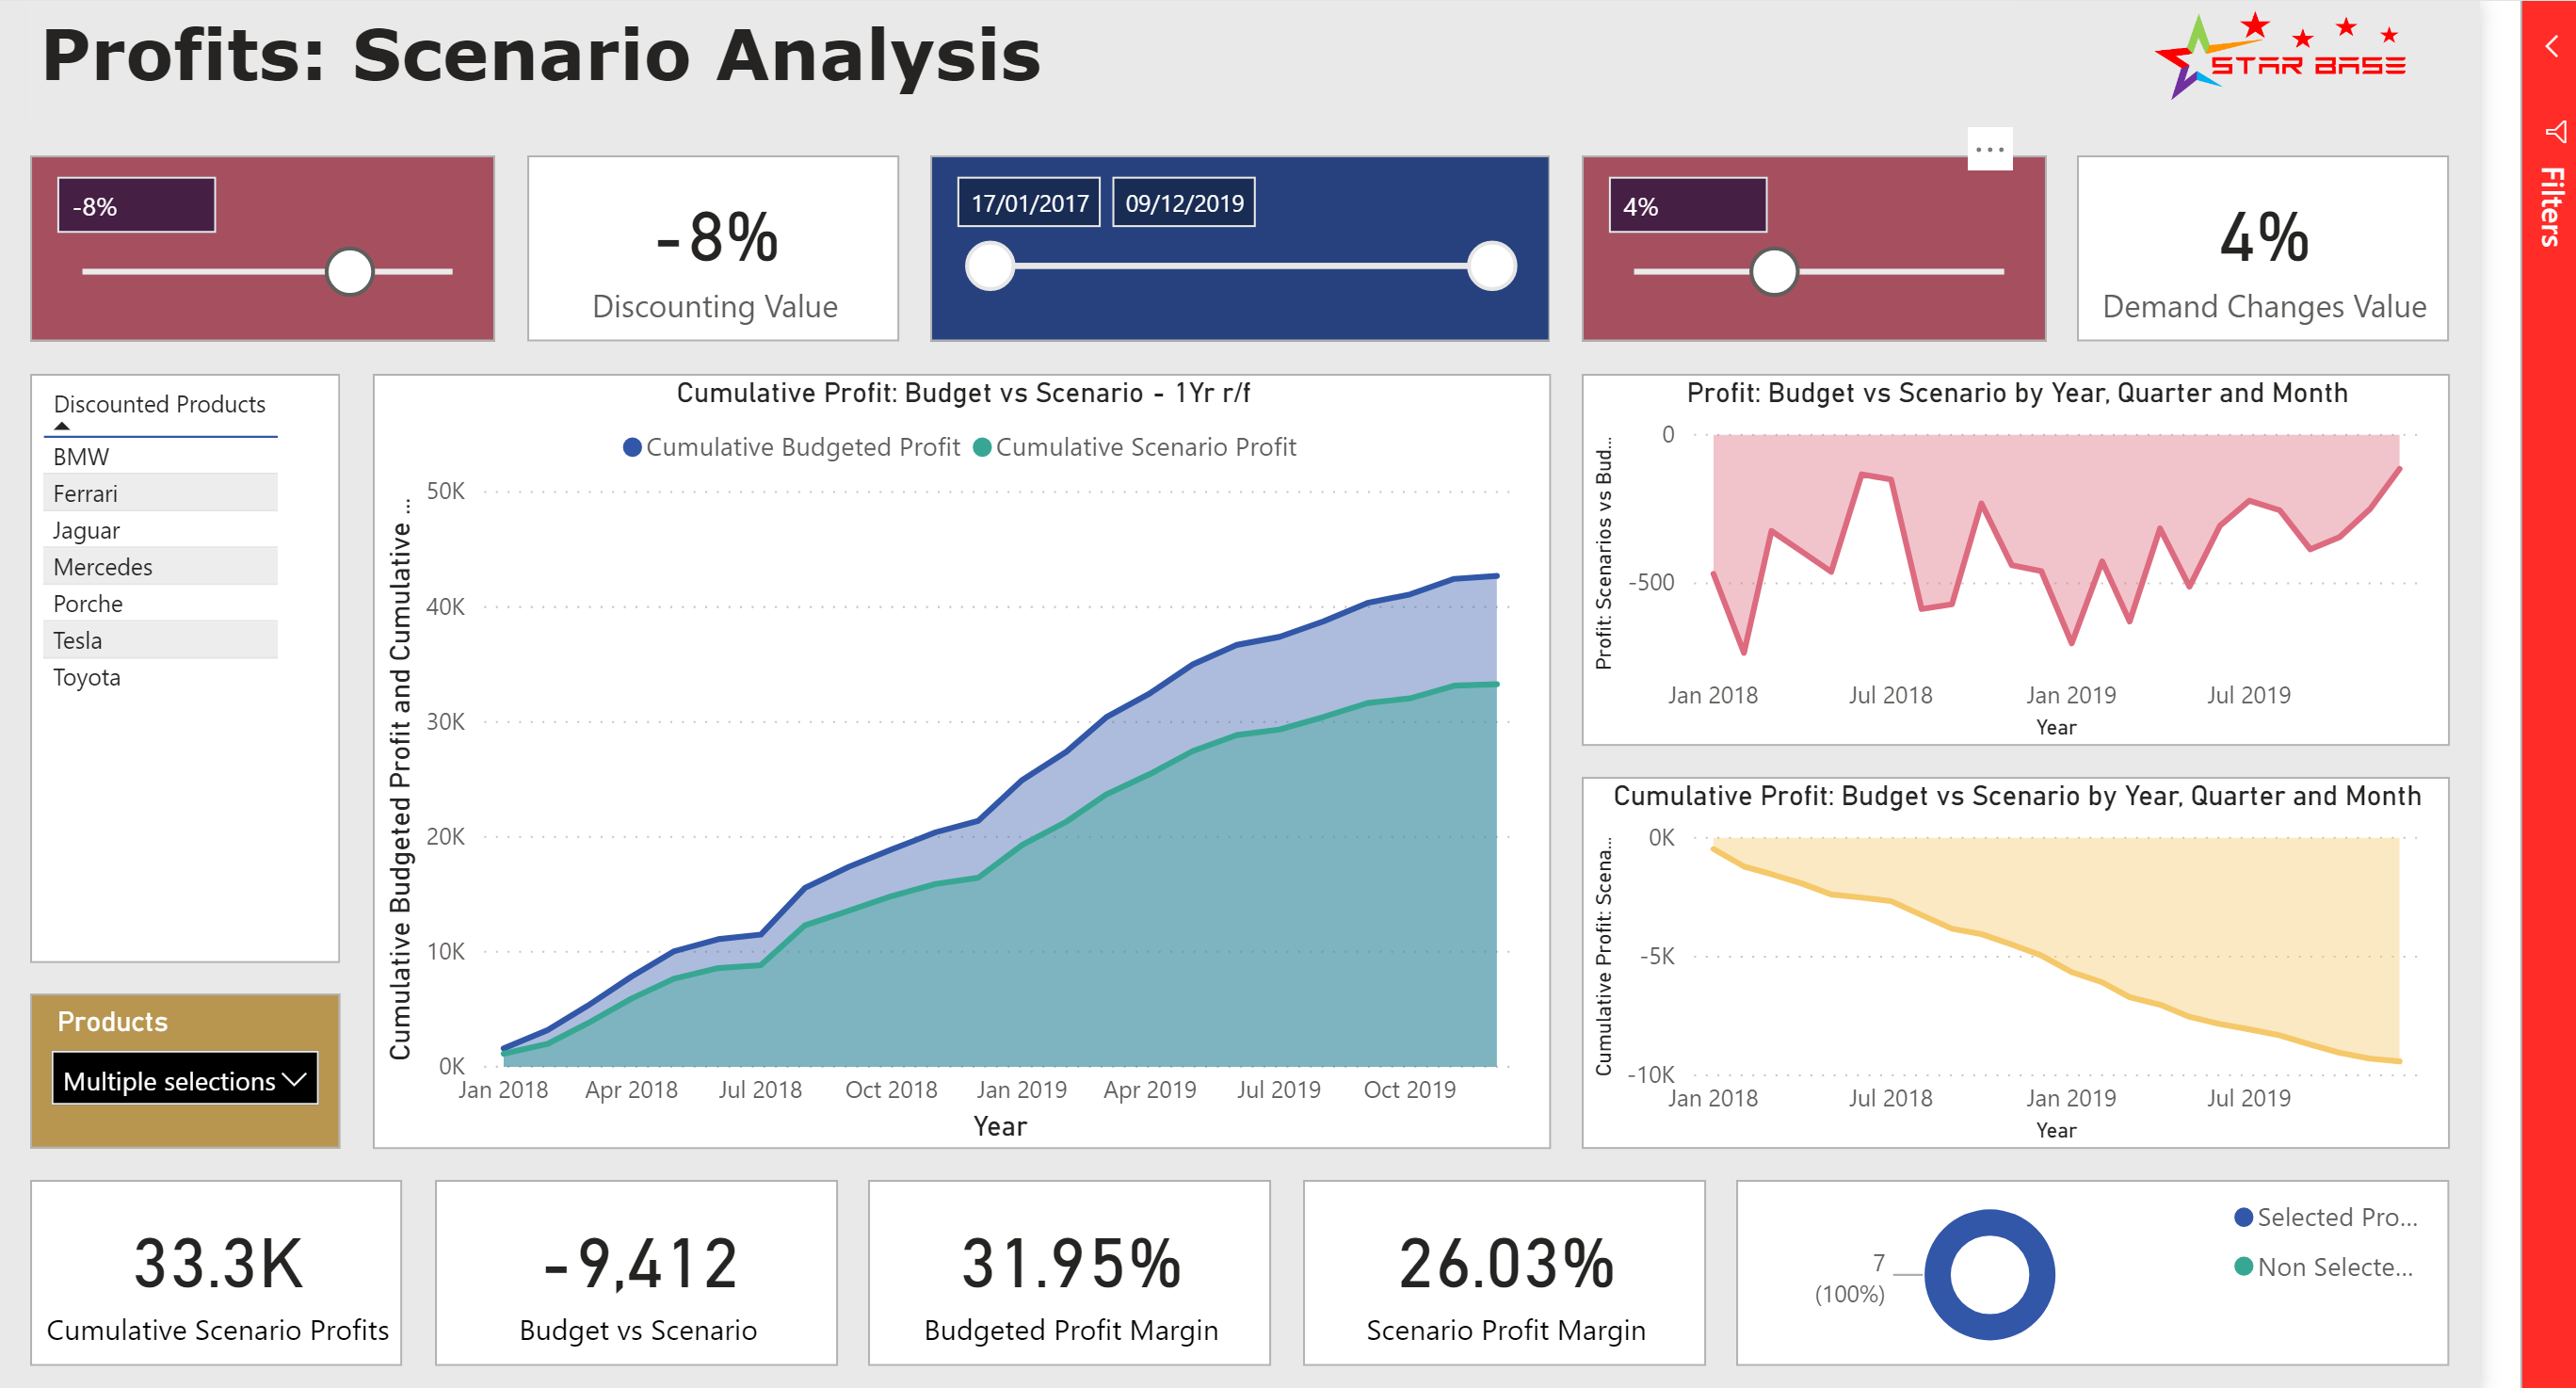 Profits: Scenario Analysis
STAR BASE
Filters
-8%
-8%
Discounting Value
17/01/2017
09/12/2019
4%
...
4%
Demand Changes Value
Discounted Products
BMW
Ferrari
Jaguar
Mercedes
Porche
Tesla
Toyota
Products
Multiple selections
Cumulative Profit: Budget vs Scenario - 1Yr r/f
Cumulative Budgeted Profit
Cumulative Scenario Profit
Cumulative Budgeted Profit and Cumulative ...
50K
40K
30K
20K
10K
0K
Jan 2018
Apr 2018
Jul 2018
Oct 2018
Jan 2019
Apr 2019
Jul 2019
Oct 2019
Year
Profit: Budget vs Scenario by Year, Quarter and Month
Profit: Scenarios vs Bud...
0
-500
Jan 2018
Jul 2018
Jan 2019
Jul 2019
Year
Cumulative Profit: Budget vs Scenario by Year, Quarter and Month
Cumulative Profit: Scena...
0K
-5K
-10K
Jan 2018
Jul 2018
Jan 2019
Jul 2019
Year
33.3K
Cumulative Scenario Profits
-9,412
Budget vs Scenario
31.95%
Budgeted Profit Margin
26.03%
Scenario Profit Margin
7
(100%)
Selected Pro...
Non Selecte...